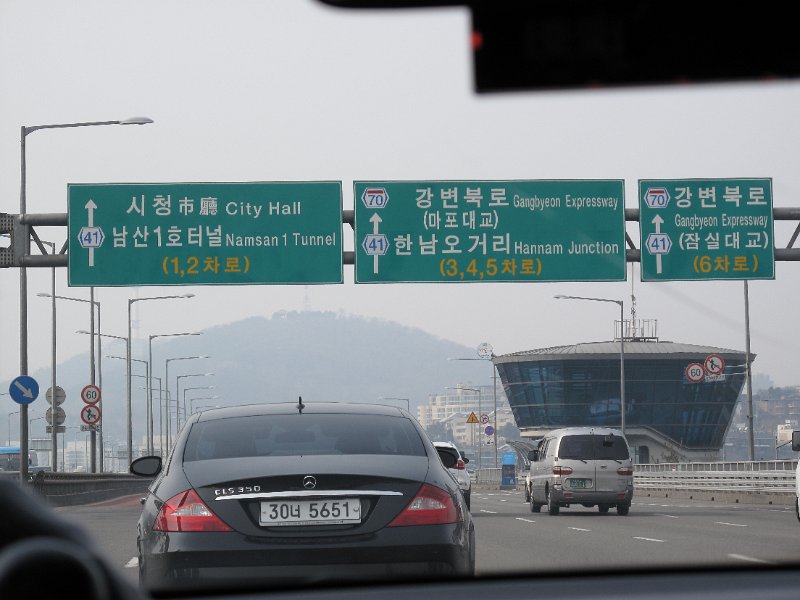 시청 市廳 City Hall
41
남산1호터널 Namsan 1 Tunnel
(1,2차로)
70
강변북로 Gangbyeon Expressway
(마포대교)
41
한남오거리 Hannam Junction
(3,4,5차로)
70
강변북로
Gangbyeon Expressway
41
(잠실대교)
(6차로)
60
60
CLS 350
30너 5651